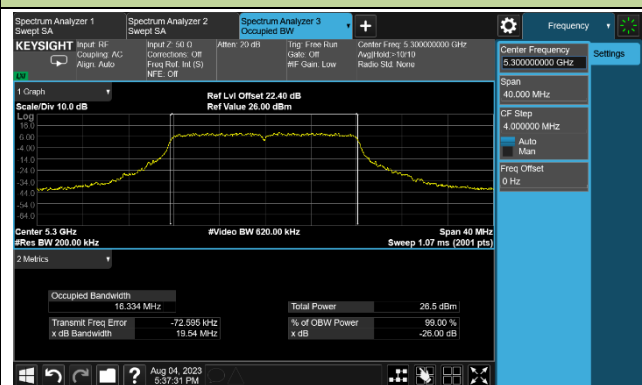 Spectrum Analyzer 1
Swept SA
Spectrum Analyzer 2
Swept SA
Spectrum Analyzer 3
Occupied BW
Frequency
KEYSIGHT
Input: RF
Coupling: AC
Align: Auto
Input Z: 50 Ω
Corrections: Off
Freq Ref: Int (S)
NFE: Off
Atten: 20 dB
Trig: Free Run
Gate: Off
#IF Gain: Low
Center Freq: 5.300000000 GHz
Avg|Hold:>10/10
Radio Std: None
Center Frequency
5.300000000 GHz
Settings
Span
40.000 MHz
CF Step
4.000000 MHz
Auto
Man
Freq Offset
0 Hz
1 Graph
Scale/Div 10.0 dB
Ref Lvl Offset 22.40 dB
Ref Value 26.00 dBm
Log
16.0
6.00
-4.00
-14.0
-24.0
-34.0
-44.0
-54.0
-64.0
Center 5.3 GHz
#Res BW 200.00 kHz
#Video BW 620.00 kHz
Span 40 MHz
Sweep 1.07 ms (2001 pts)
2 Metrics
Occupied Bandwidth
16.334 MHz
Total Power 26.5 dBm
Transmit Freq Error -72.595 kHz
% of OBW Power 99.00 %
x dB Bandwidth 19.54 MHz
x dB -26.00 dB
Aug 04, 2023
5:37:31 PM